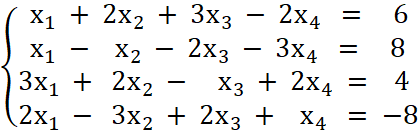 x₁ + 2x₂ + 3x₃ − 2x₄ = 6
x₁ − x₂ − 2x₃ − 3x₄ = 8
3x₁ + 2x₂ − x₃ + 2x₄ = 4
2x₁ − 3x₂ + 2x₃ + x₄ = −8